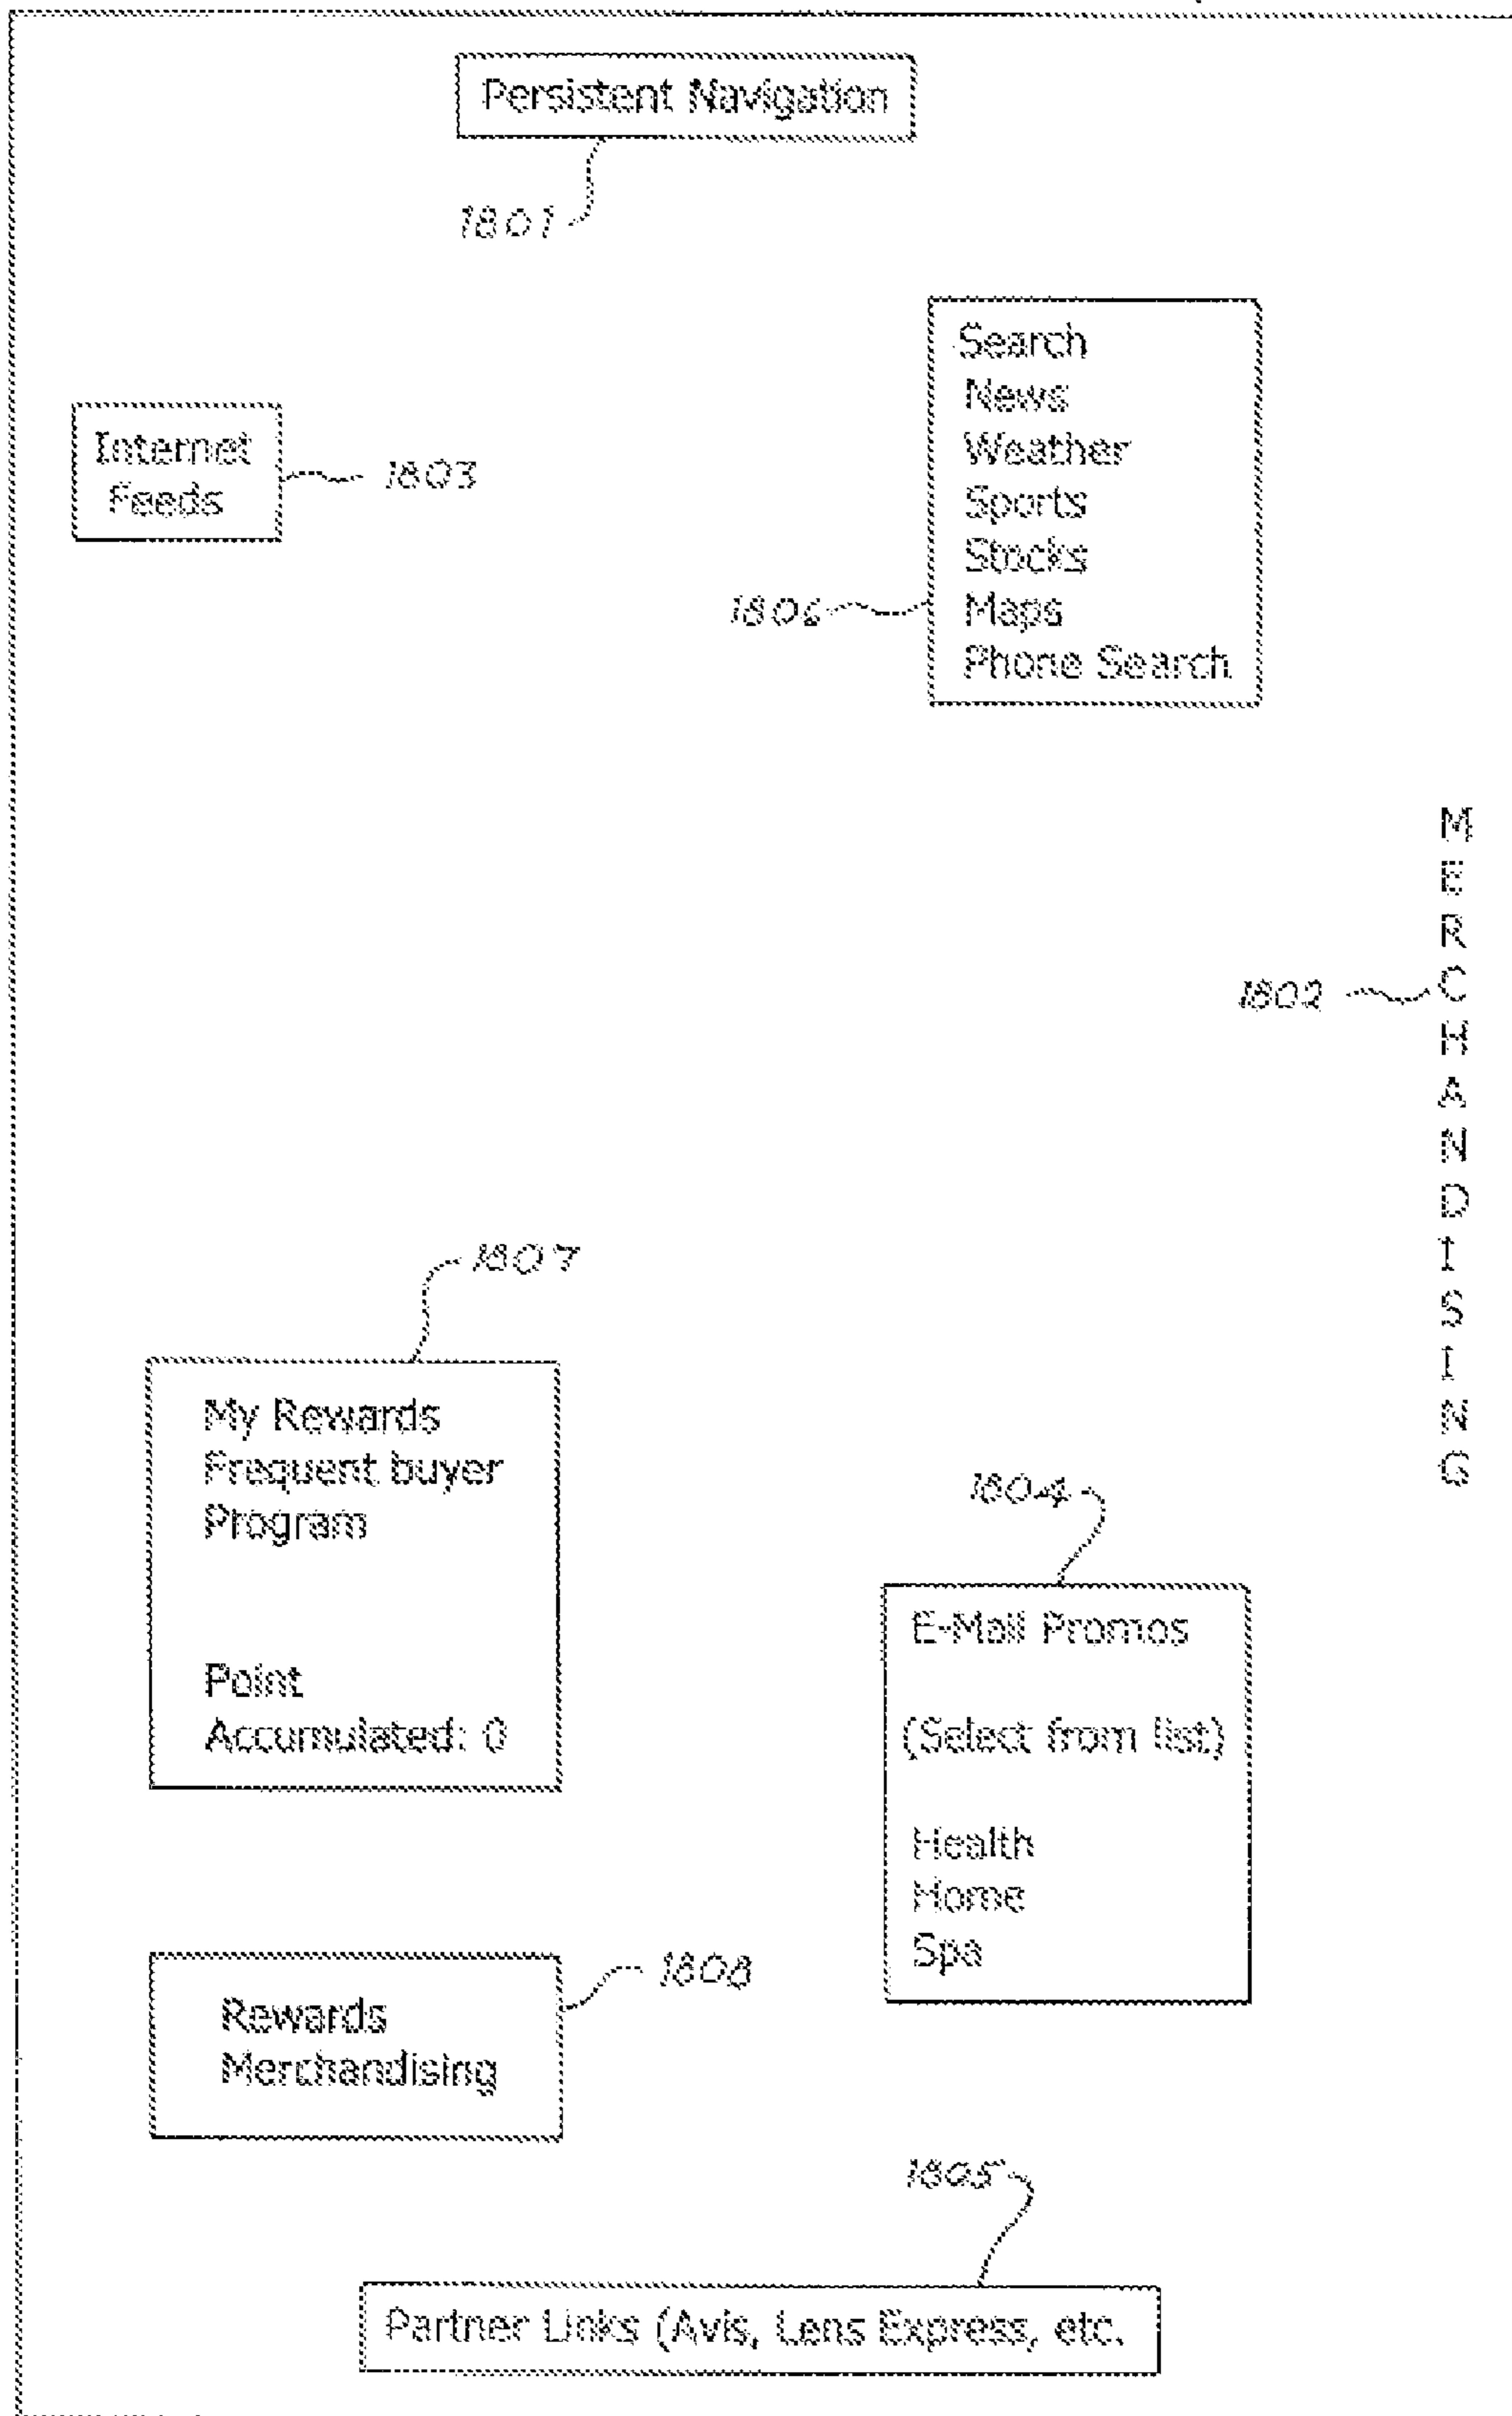 Persistent Navigation
1801
Search
News
Weather
Sports
Stocks
Maps
Phone Search
1806
Internet
Feeds
1803
MERCHANDISING
1802
1807
My Rewards
Frequent buyer
Program
Point
Accumulated: 0
1804
E-Mail Promos
(Select from list)
Health
Home
Spa
1808
Rewards
Merchandising
1805
Partner Links (Avis, Lens Express, etc.